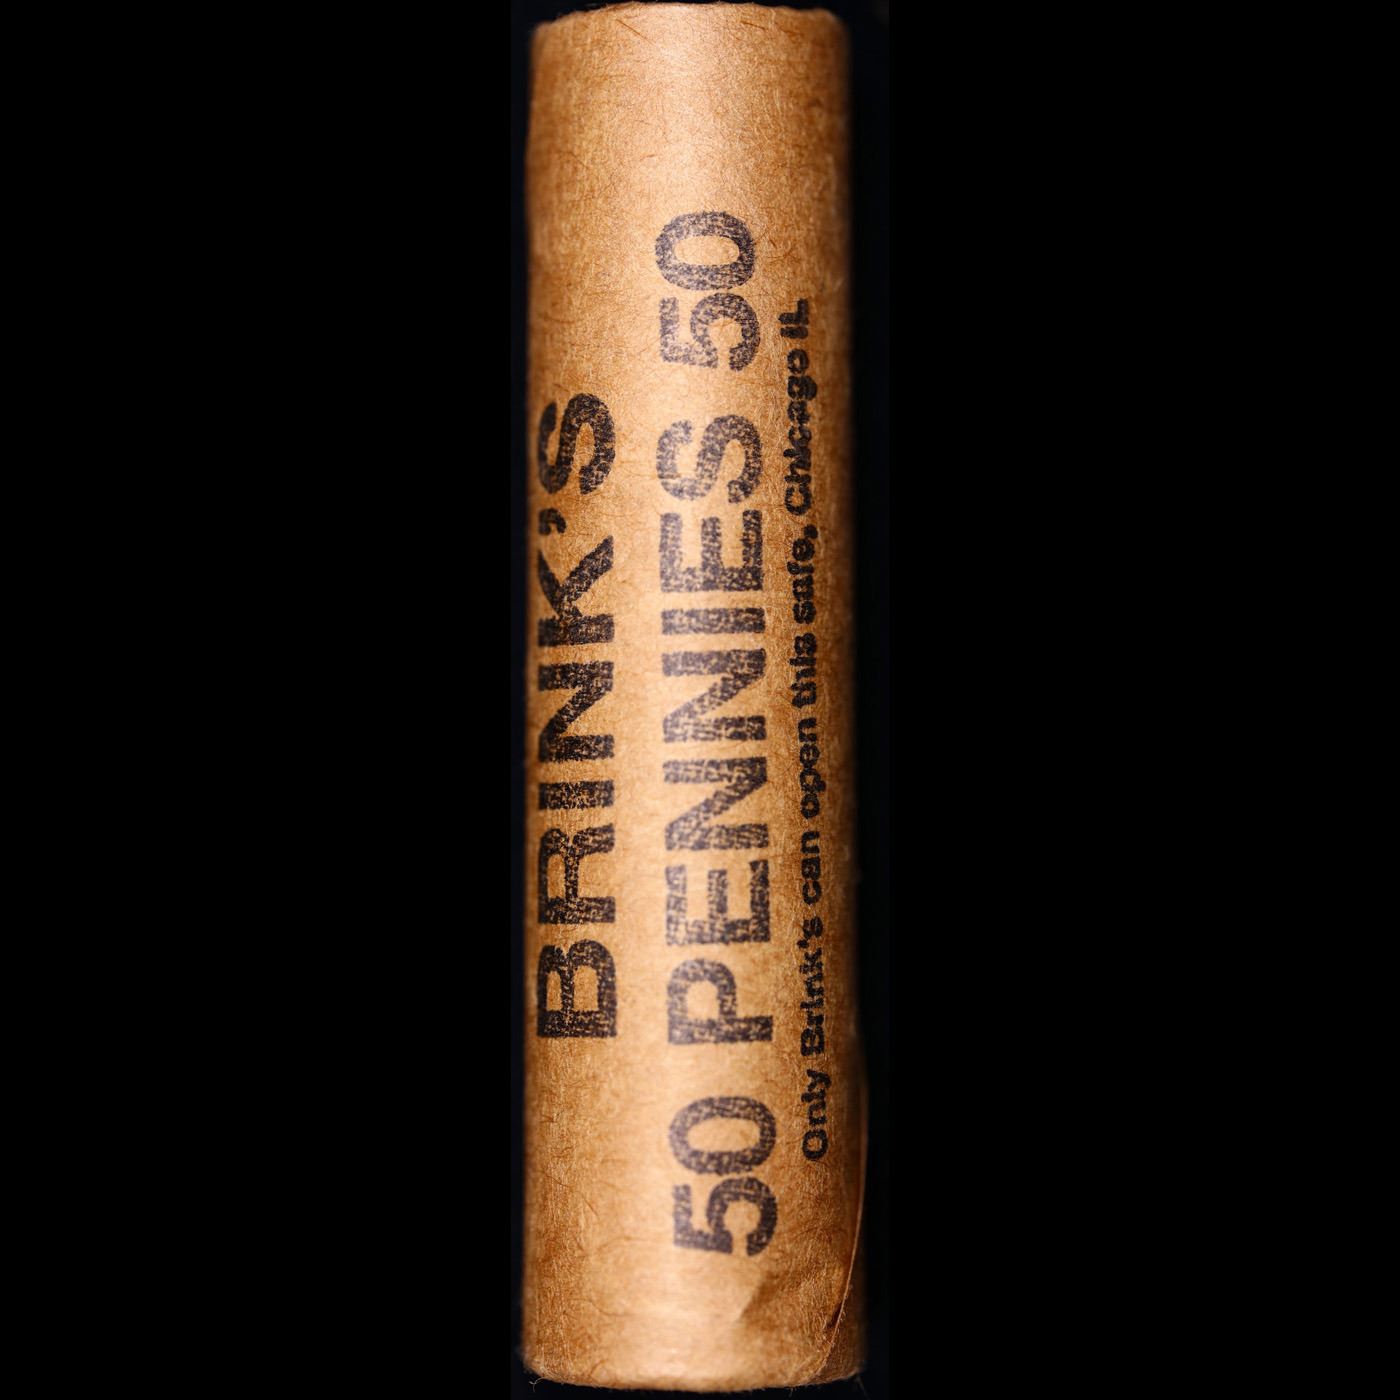 BRINK'S
50 PENNIES 50
Only Brink's can open this safe, Chicago IL